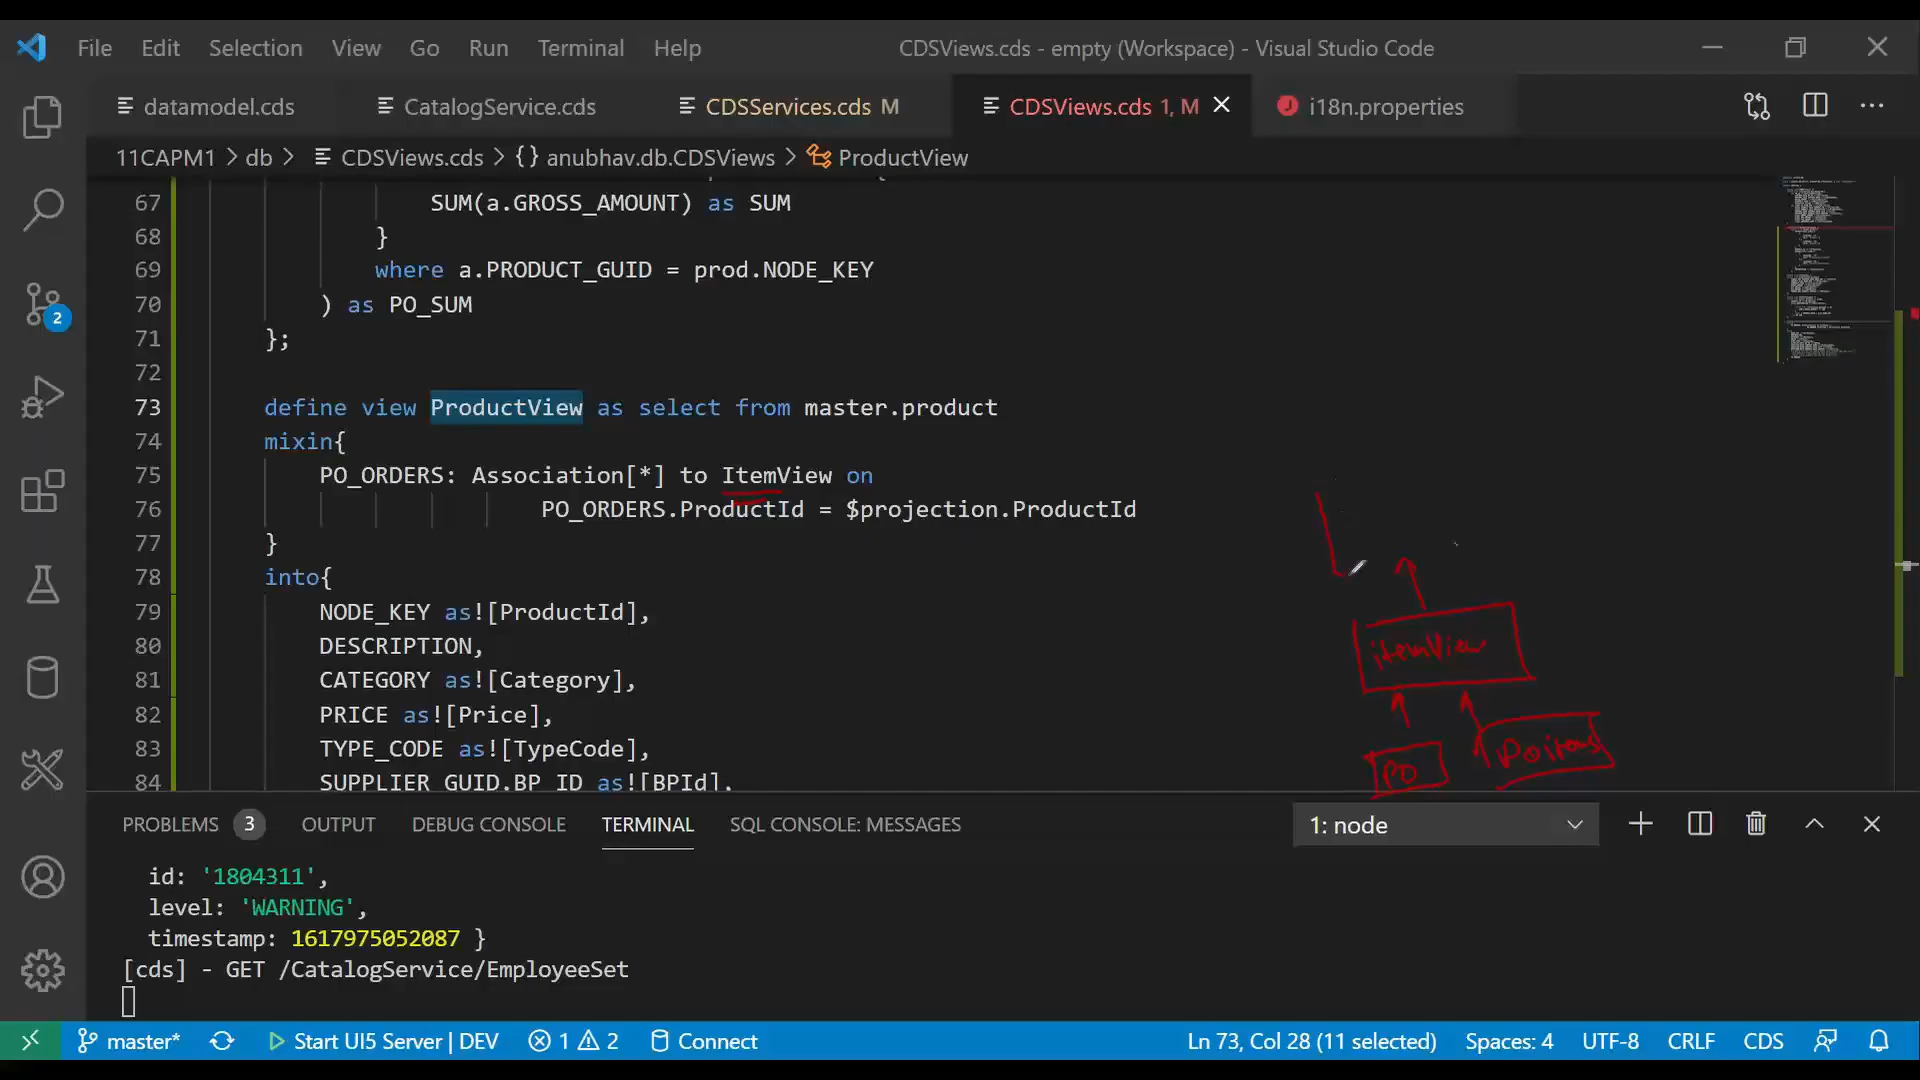 File Edit Selection View Go Run Terminal Help CDSViews.cds - empty (Workspace) - Visual Studio Code
datamodel.cds CatalogService.cds CDSServices.cds M CDSViews.cds 1, M i18n.properties
11CAPM1 > db > CDSViews.cds > {} anubhav.db.CDSViews > ProductView
67 SUM(a.GROSS_AMOUNT) as SUM
68 }
69 where a.PRODUCT_GUID = prod.NODE_KEY
70 ) as PO_SUM
71 };
72
73 define view ProductView as select from master.product
74 mixin{
75 PO_ORDERS: Association[*] to ItemView on
76 PO_ORDERS.ProductId = $projection.ProductId
77 }
78 into{
79 NODE_KEY as![ProductId],
80 DESCRIPTION,
81 CATEGORY as![Category],
82 PRICE as![Price],
83 TYPE_CODE as![TypeCode],
84 SUPPLIER_GUID.BP_ID as![BPId],
itemView
PO
Poitems
PROBLEMS 3 OUTPUT DEBUG CONSOLE TERMINAL SQL CONSOLE: MESSAGES 1: node
id: '1804311',
level: 'WARNING',
timestamp: 1617975052087 }
[cds] - GET /CatalogService/EmployeeSet
2
master* Start UI5 Server | DEV 1 2 Connect Ln 73, Col 28 (11 selected) Spaces: 4 UTF-8 CRLF CDS